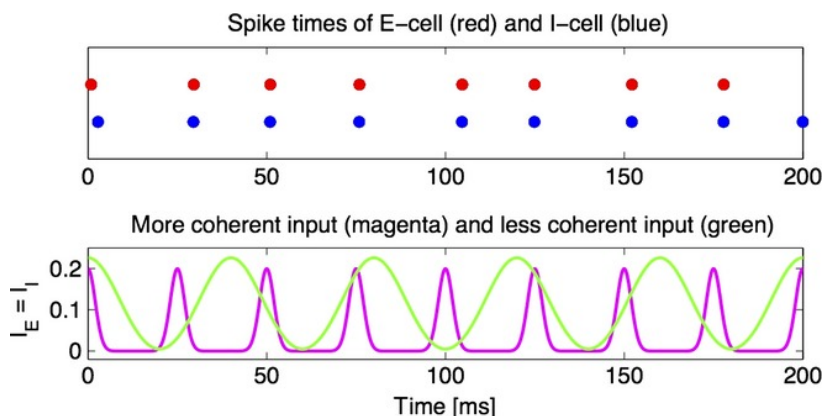 Spike times of E−cell (red) and I−cell (blue)
0 50 100 150 200
More coherent input (magenta) and less coherent input (green)
I_E = I_I
0.2
0.1
0
0 50 100 150 200
Time [ms]